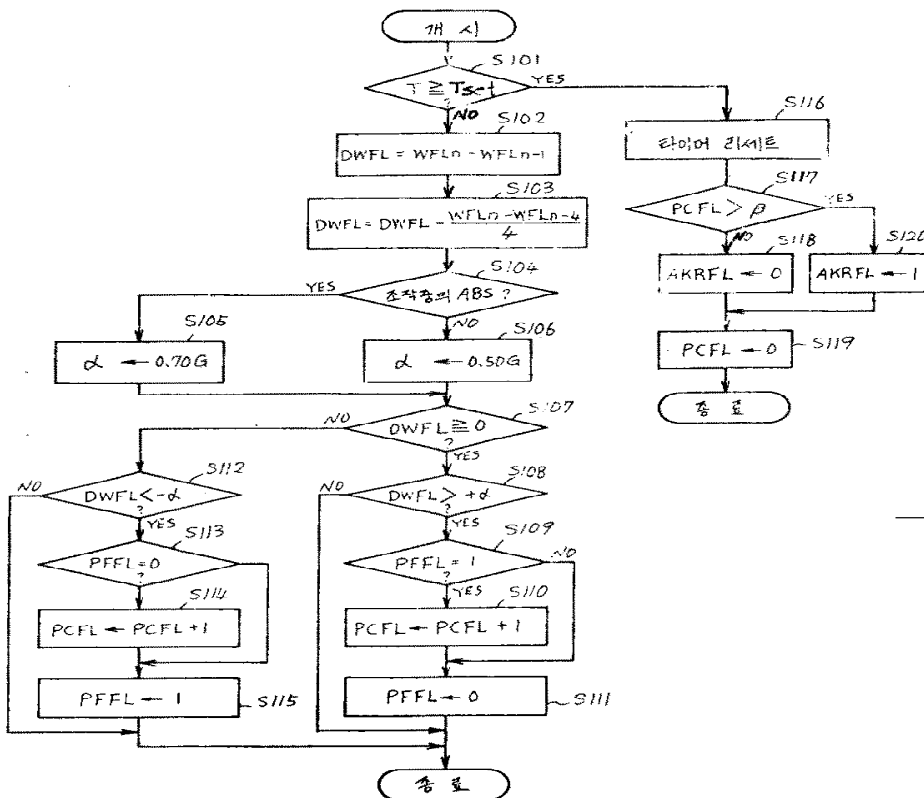 개시
S101
T ≧ Tset
?
YES
NO
S102
DWFL = WFLn - WFLn-1
S103
DWFL = DWFL - WFLn - WFLn-4
4
S104
조작중의 ABS ?
YES
NO
S105
α ← 0.70G
S106
α ← 0.50G
S107
DWFL ≧ 0
?
NO
YES
S112
DWFL < -α
?
NO
YES
S113
PFFL = 0
?
S114
PCFL ← PCFL + 1
PFFL ← 1
S115
S108
DWFL > +α
?
NO
YES
S109
PFFL = 1
?
NO
YES
S110
PCFL ← PCFL + 1
PFFL ← 0
S111
종료
S116
타이머 리세트
S117
PCFL > β
YES
NO
S118
AKRFL ← 0
S120
AKRFL ← 1
PCFL ← 0
S119
종료